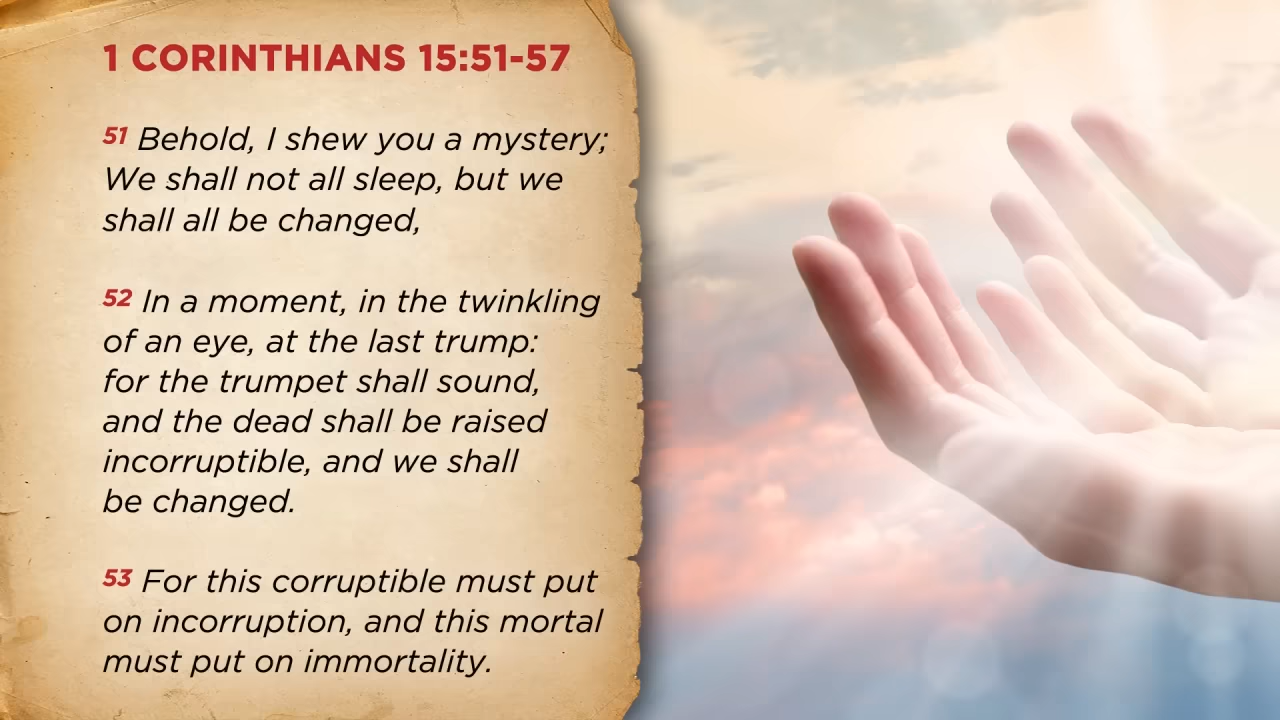 1 CORINTHIANS 15:51-57
51 Behold, I shew you a mystery;
We shall not all sleep, but we
shall all be changed,
52 In a moment, in the twinkling
of an eye, at the last trump:
for the trumpet shall sound,
and the dead shall be raised
incorruptible, and we shall
be changed.
53 For this corruptible must put
on incorruption, and this mortal
must put on immortality.